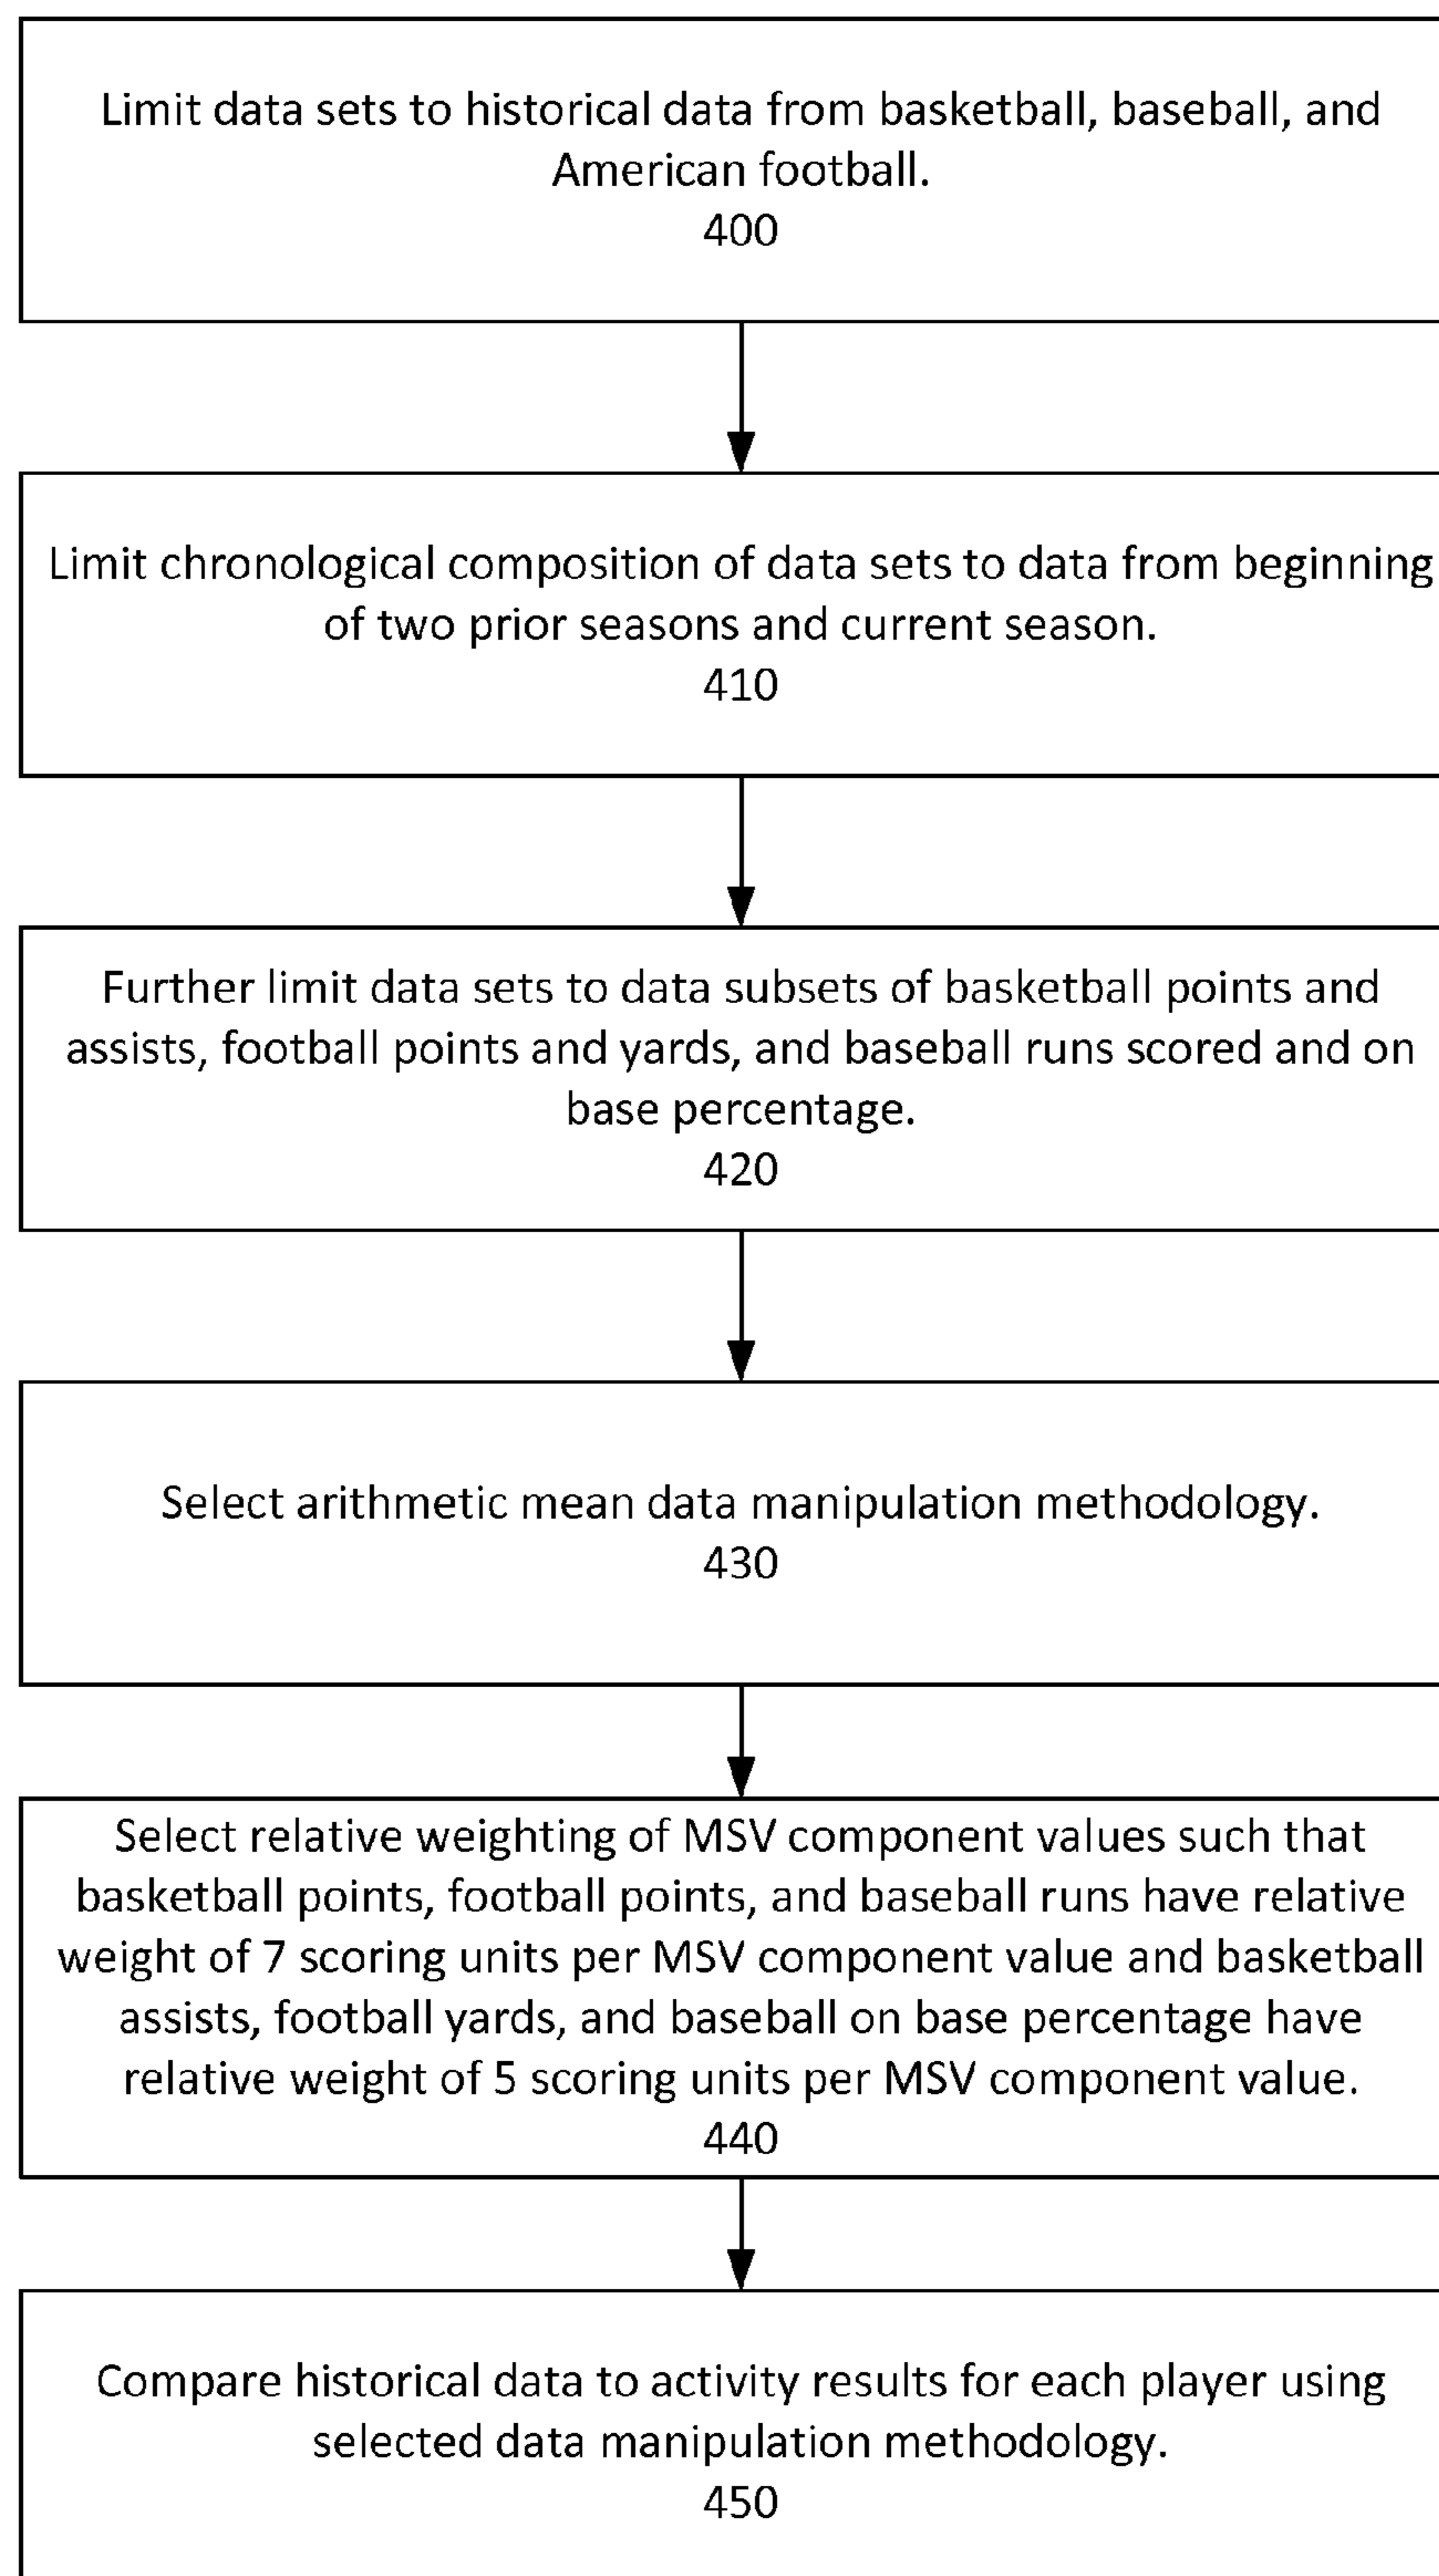 Limit data sets to historical data from basketball, baseball, and
American football.
400
Limit chronological composition of data sets to data from beginning
of two prior seasons and current season.
410
Further limit data sets to data subsets of basketball points and
assists, football points and yards, and baseball runs scored and on
base percentage.
420
Select arithmetic mean data manipulation methodology.
430
Select relative weighting of MSV component values such that
basketball points, football points, and baseball runs have relative
weight of 7 scoring units per MSV component value and basketball
assists, football yards, and baseball on base percentage have
relative weight of 5 scoring units per MSV component value.
440
Compare historical data to activity results for each player using
selected data manipulation methodology.
450